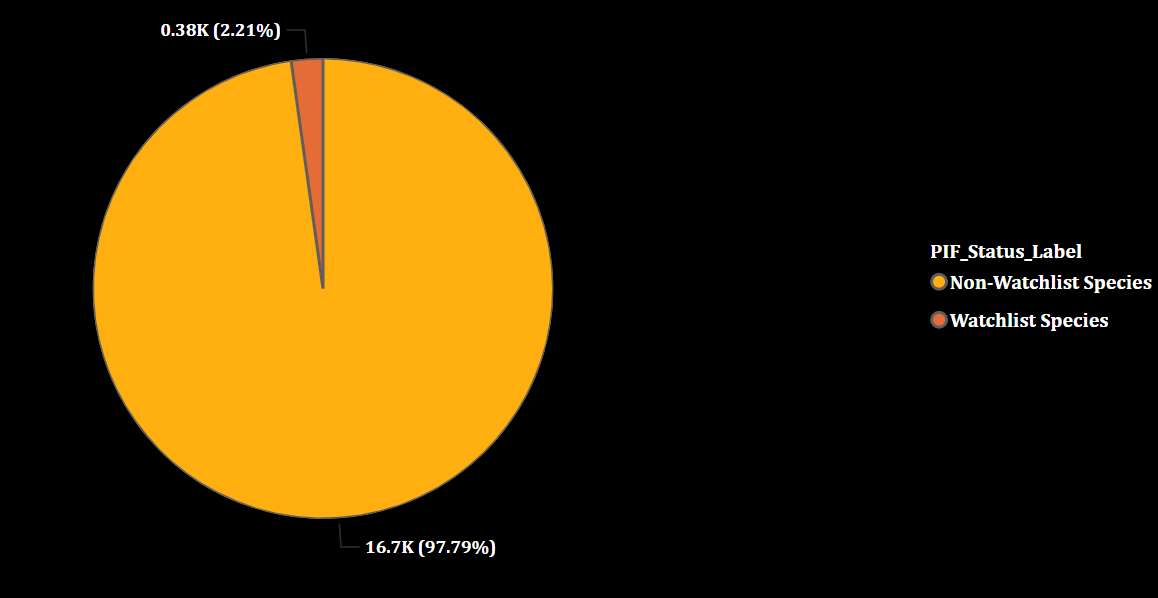 0.38K (2.21%)
PIF_Status_Label
Non-Watchlist Species
Watchlist Species
16.7K (97.79%)